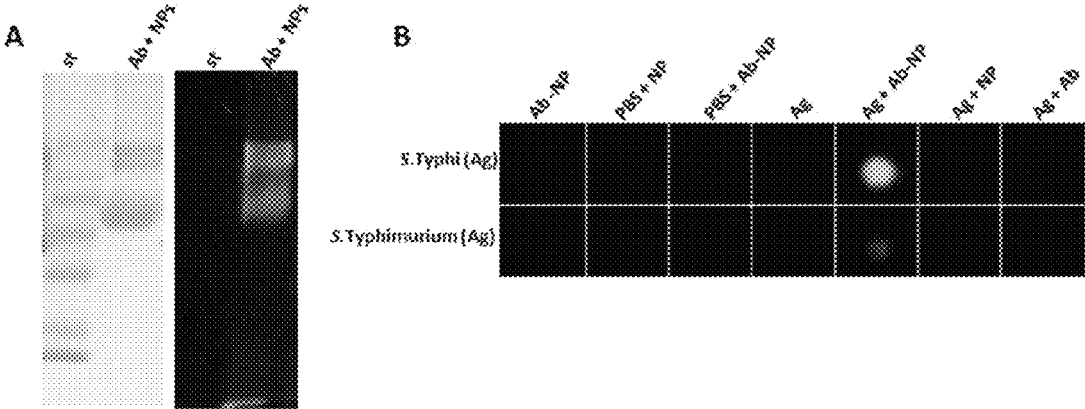 A
st
Ab + NPs
st
Ab + NPs
B
Ab -NP
PBS + NP
PBS + Ab-NP
Ag
Ag + Ab-NP
Ag + NP
Ag + Ab
S.Typhi (Ag)
S.Typhimurium (Ag)